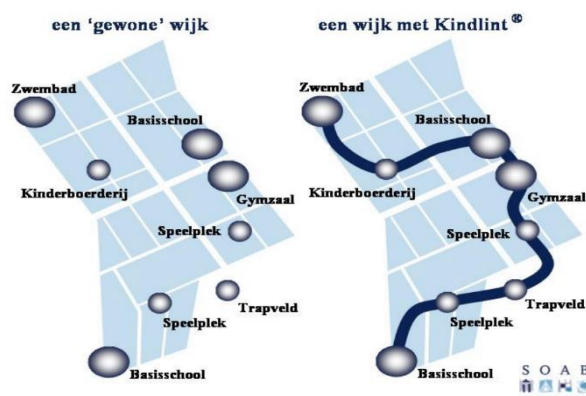 een 'gewone' wijk
Zwembad
Basisschool
Kinderboerderij
Gymzaal
Speelplek
Speelplek
Trapveld
Basisschool
een wijk met Kindlint®
Zwembad
Basisschool
Kinderboerderij
Gymzaal
Speelplek
Trapveld
Speelplek
Basisschool
S O A B